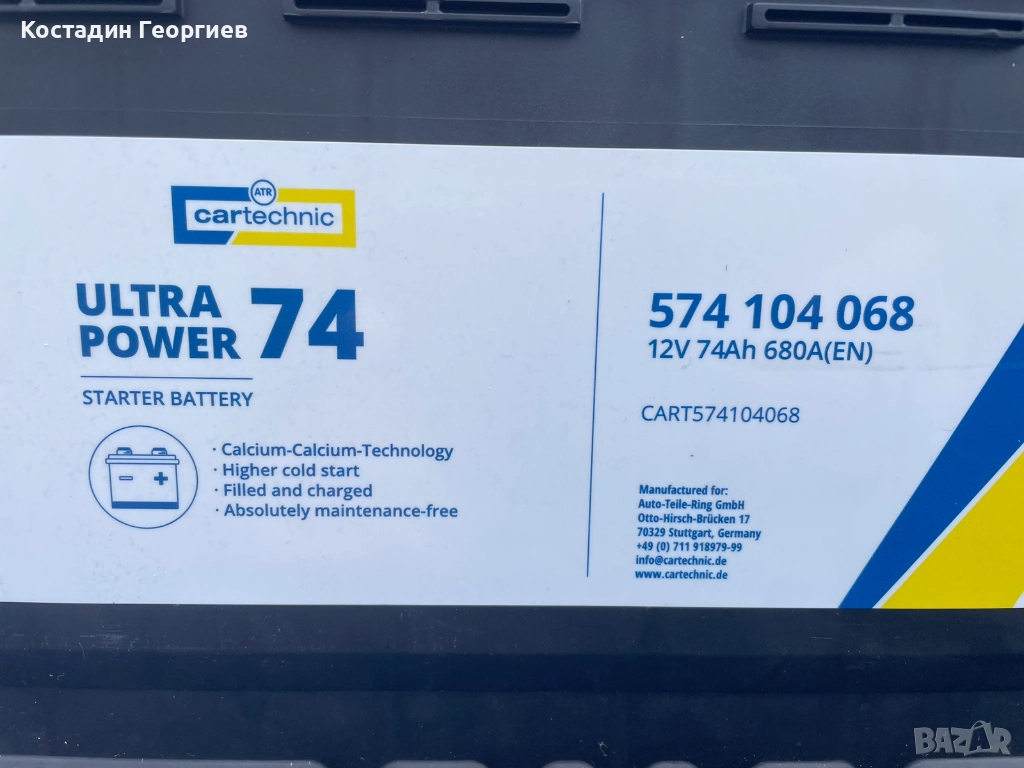 Костадин Георгиев
ATR
cartechnic
ULTRA
POWER 74
STARTER BATTERY
· Calcium-Calcium-Technology
· Higher cold start
· Filled and charged
· Absolutely maintenance-free
574 104 068
12V 74Ah 680A(EN)
CART574104068
Manufactured for:
Auto-Teile-Ring GmbH
Otto-Hirsch-Brücken 17
70329 Stuttgart, Germany
+49 (0) 711 918979-99
info@cartechnic.de
www.cartechnic.de
BAZAR